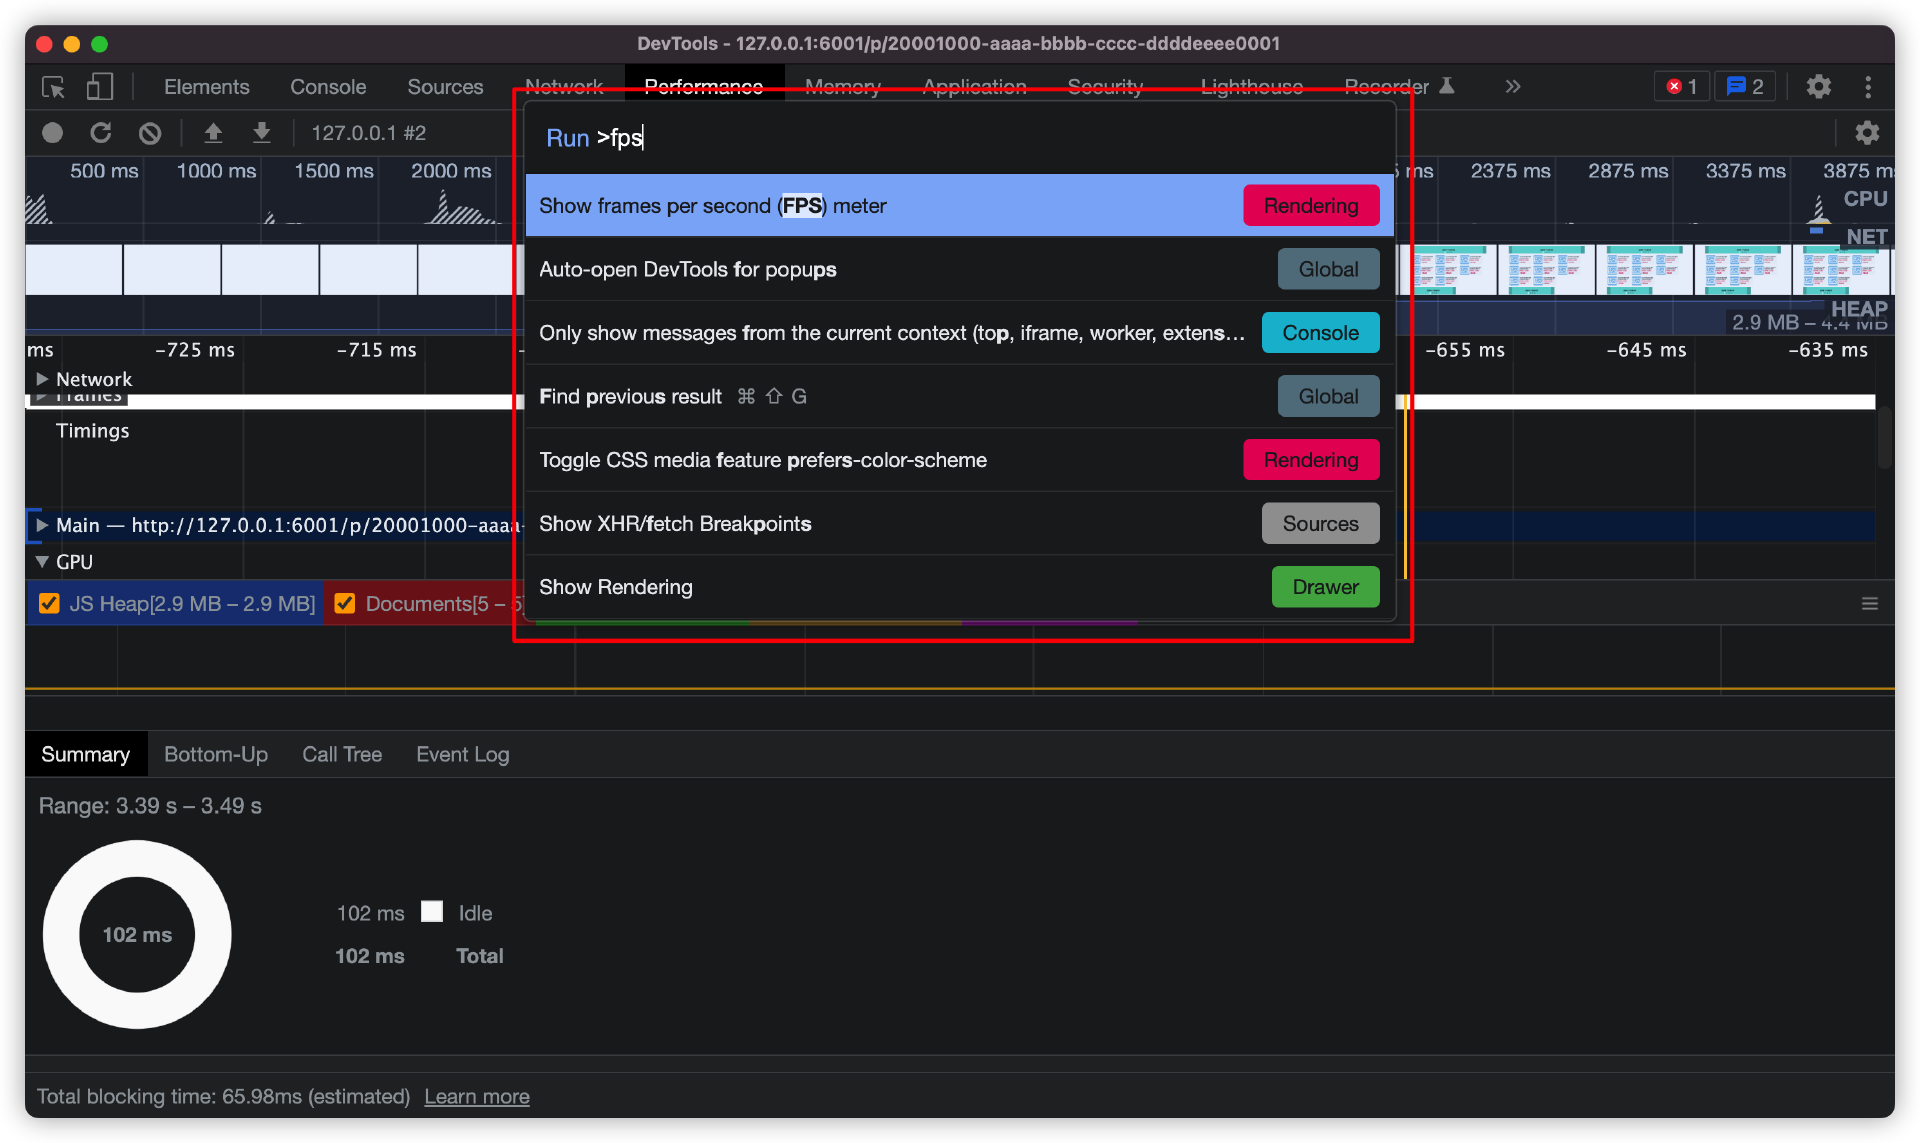 DevTools - 127.0.0.1:6001/p/20001000-aaaa-bbbb-cccc-ddddeeee0001
Elements Console Sources Network Performance Memory Application Security Lighthouse Recorder 1 2
127.0.0.1 #2
Run >fps
500 ms 1000 ms 1500 ms 2000 ms ms 2375 ms 2875 ms 3375 ms 3875 m
CPU
NET
HEAP
2.9 MB – 4.4 MB
Show frames per second (FPS) meter Rendering
Auto-open DevTools for popups Global
Only show messages from the current context (top, iframe, worker, extens... Console
Find previous result ⌘ ⇧ G Global
Toggle CSS media feature prefers-color-scheme Rendering
Show XHR/fetch Breakpoints Sources
Show Rendering Drawer
ms -725 ms -715 ms - -655 ms -645 ms -635 ms
Network
Frames
Timings
Main — http://127.0.0.1:6001/p/20001000-aaaa-
GPU
JS Heap[2.9 MB – 2.9 MB] Documents[5 – 5]
Summary Bottom-Up Call Tree Event Log
Range: 3.39 s – 3.49 s
102 ms
102 ms Idle
102 ms Total
Total blocking time: 65.98ms (estimated) Learn more